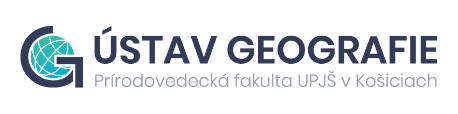 ÚSTAV GEOGRAFIE
Prírodovedecká fakulta UPJŠ v Košiciach